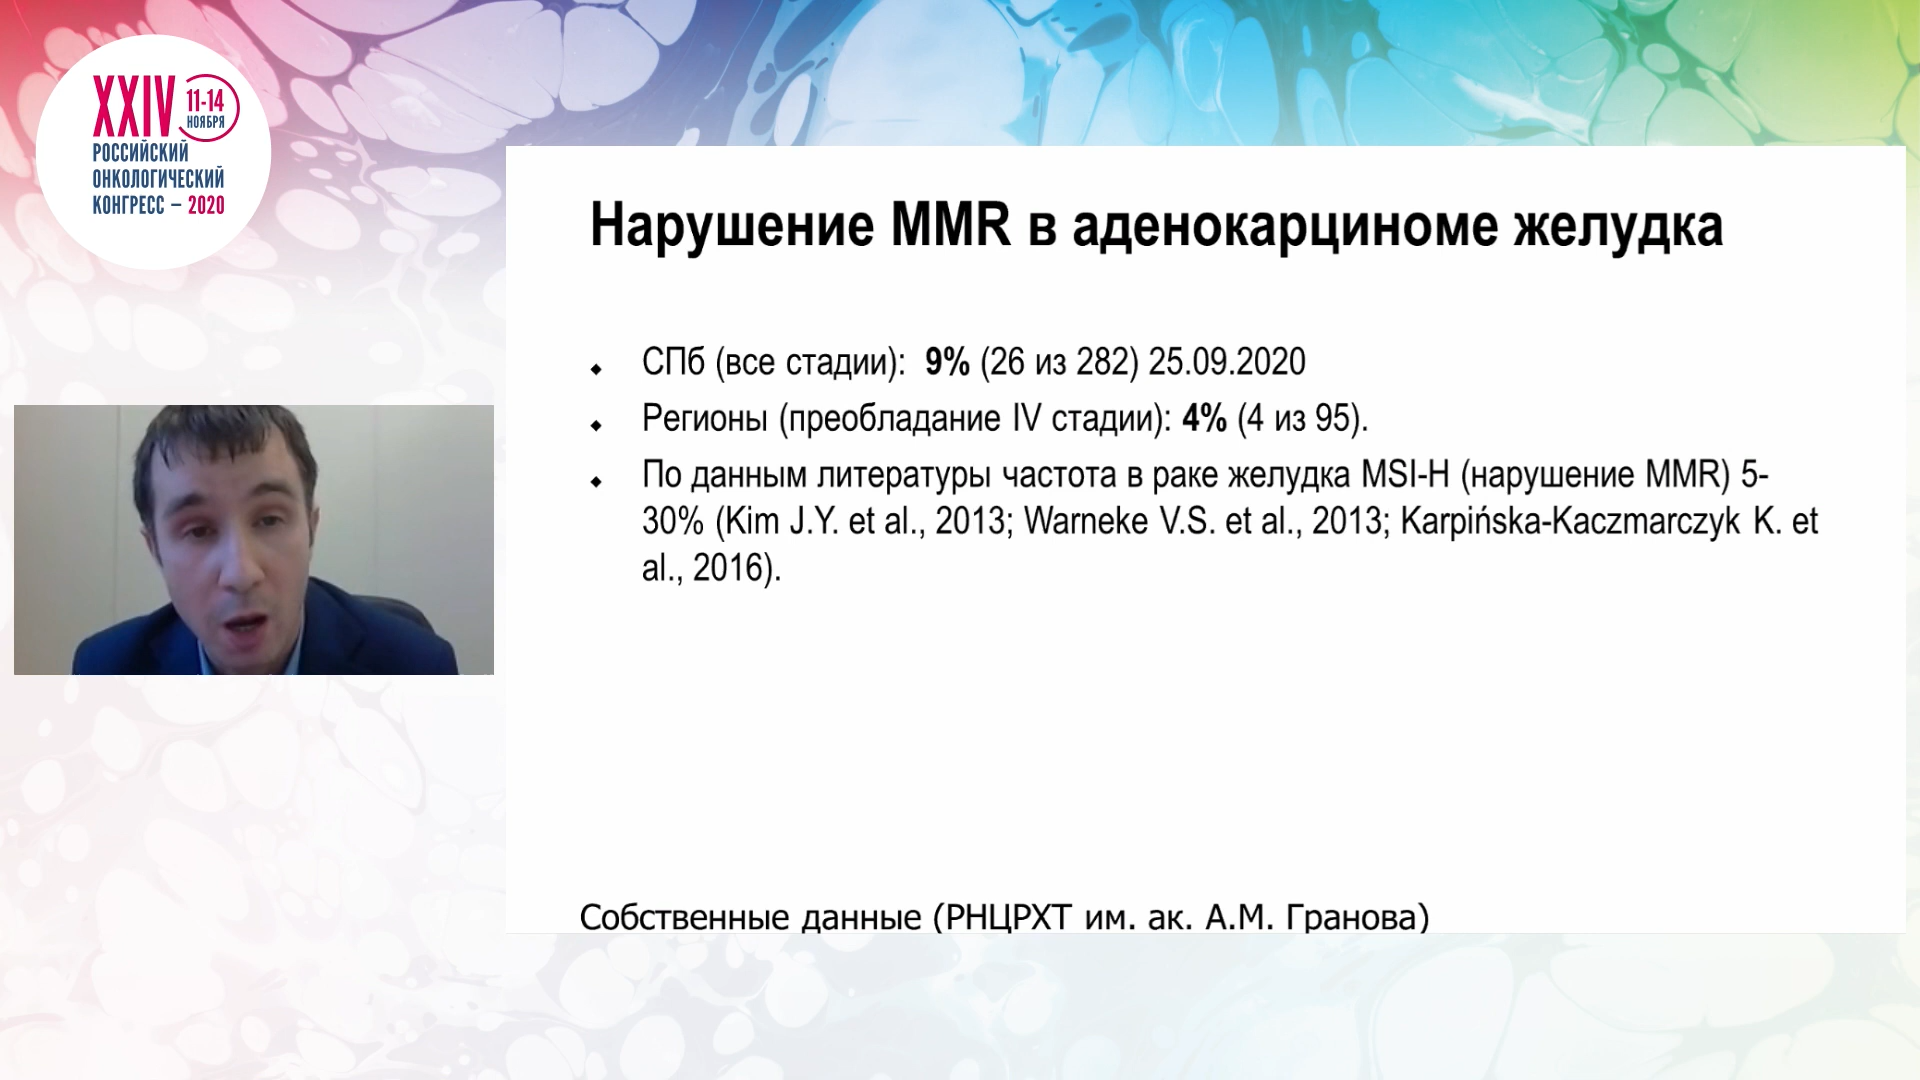 XXIV 11-14
НОЯБРЯ
РОССИЙСКИЙ
ОНКОЛОГИЧЕСКИЙ
КОНГРЕСС – 2020
Нарушение MMR в аденокарциноме желудка
СПб (все стадии): 9% (26 из 282) 25.09.2020
Регионы (преобладание IV стадии): 4% (4 из 95).
По данным литературы частота в раке желудка MSI-H (нарушение MMR) 5-
30% (Kim J.Y. et al., 2013; Warneke V.S. et al., 2013; Karpińska-Kaczmarczyk K. et
al., 2016).
Собственные данные (РНЦРХТ им. ак. А.М. Гранова)